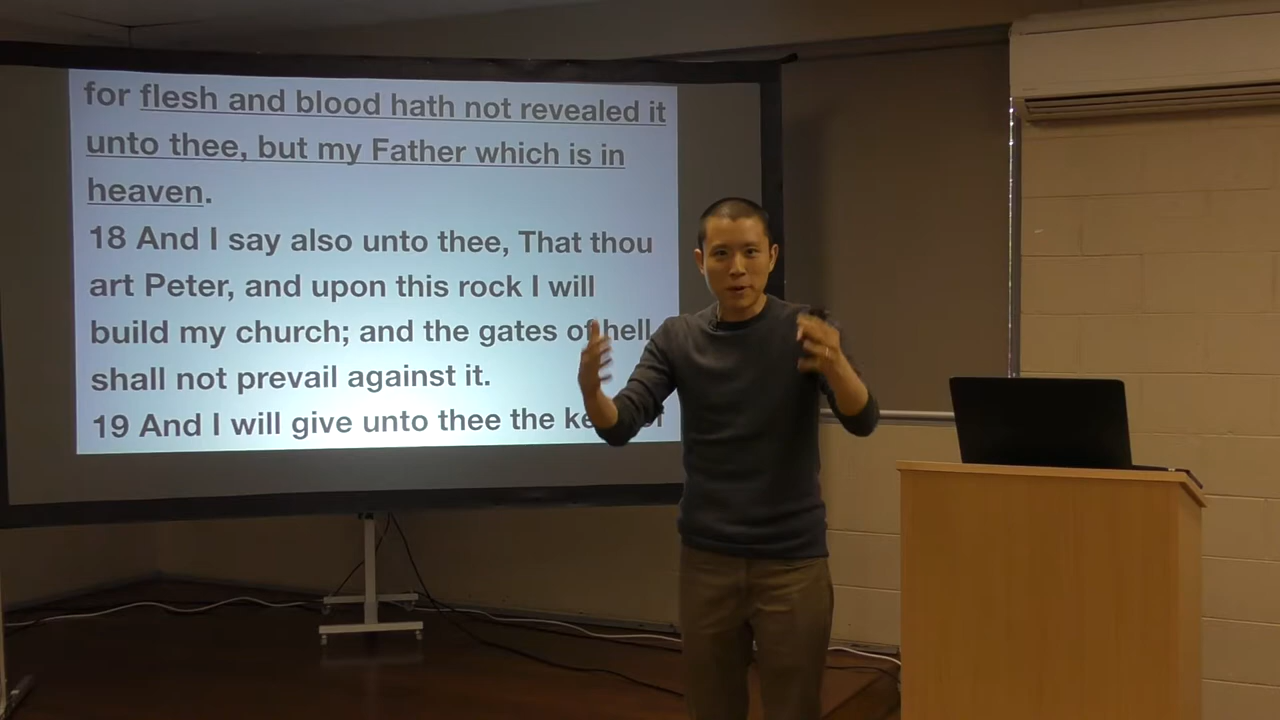 for flesh and blood hath not revealed it
unto thee, but my Father which is in
heaven.
18 And I say also unto thee, That thou
art Peter, and upon this rock I will
build my church; and the gates of hell
shall not prevail against it.
19 And I will give unto thee the